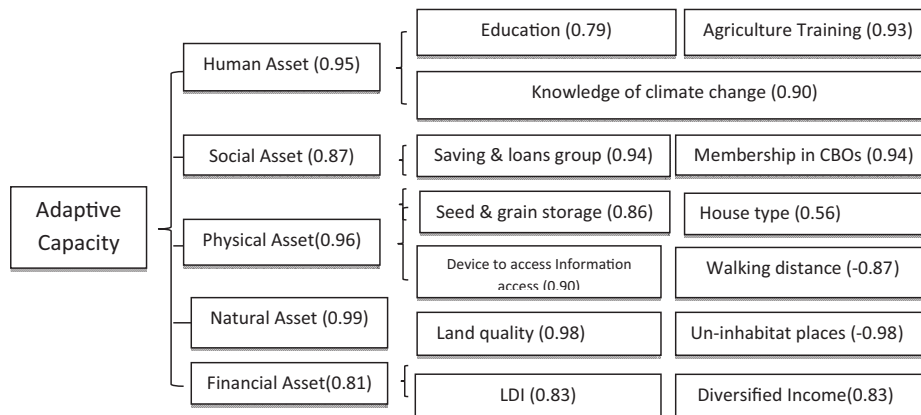 Adaptive
Capacity
Human Asset (0.95)
Education (0.79)
Agriculture Training (0.93)
Knowledge of climate change (0.90)
Social Asset (0.87)
Saving & loans group (0.94)
Membership in CBOs (0.94)
Physical Asset(0.96)
Seed & grain storage (0.86)
House type (0.56)
Device to access Information
access (0.90)
Walking distance (-0.87)
Natural Asset (0.99)
Land quality (0.98)
Un-inhabitat places (-0.98)
Financial Asset(0.81)
LDI (0.83)
Diversified Income(0.83)